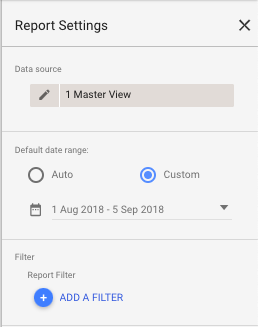 Report Settings
Data source
1 Master View
Default date range:
Auto
Custom
1 Aug 2018 - 5 Sep 2018
Filter
Report Filter
ADD A FILTER